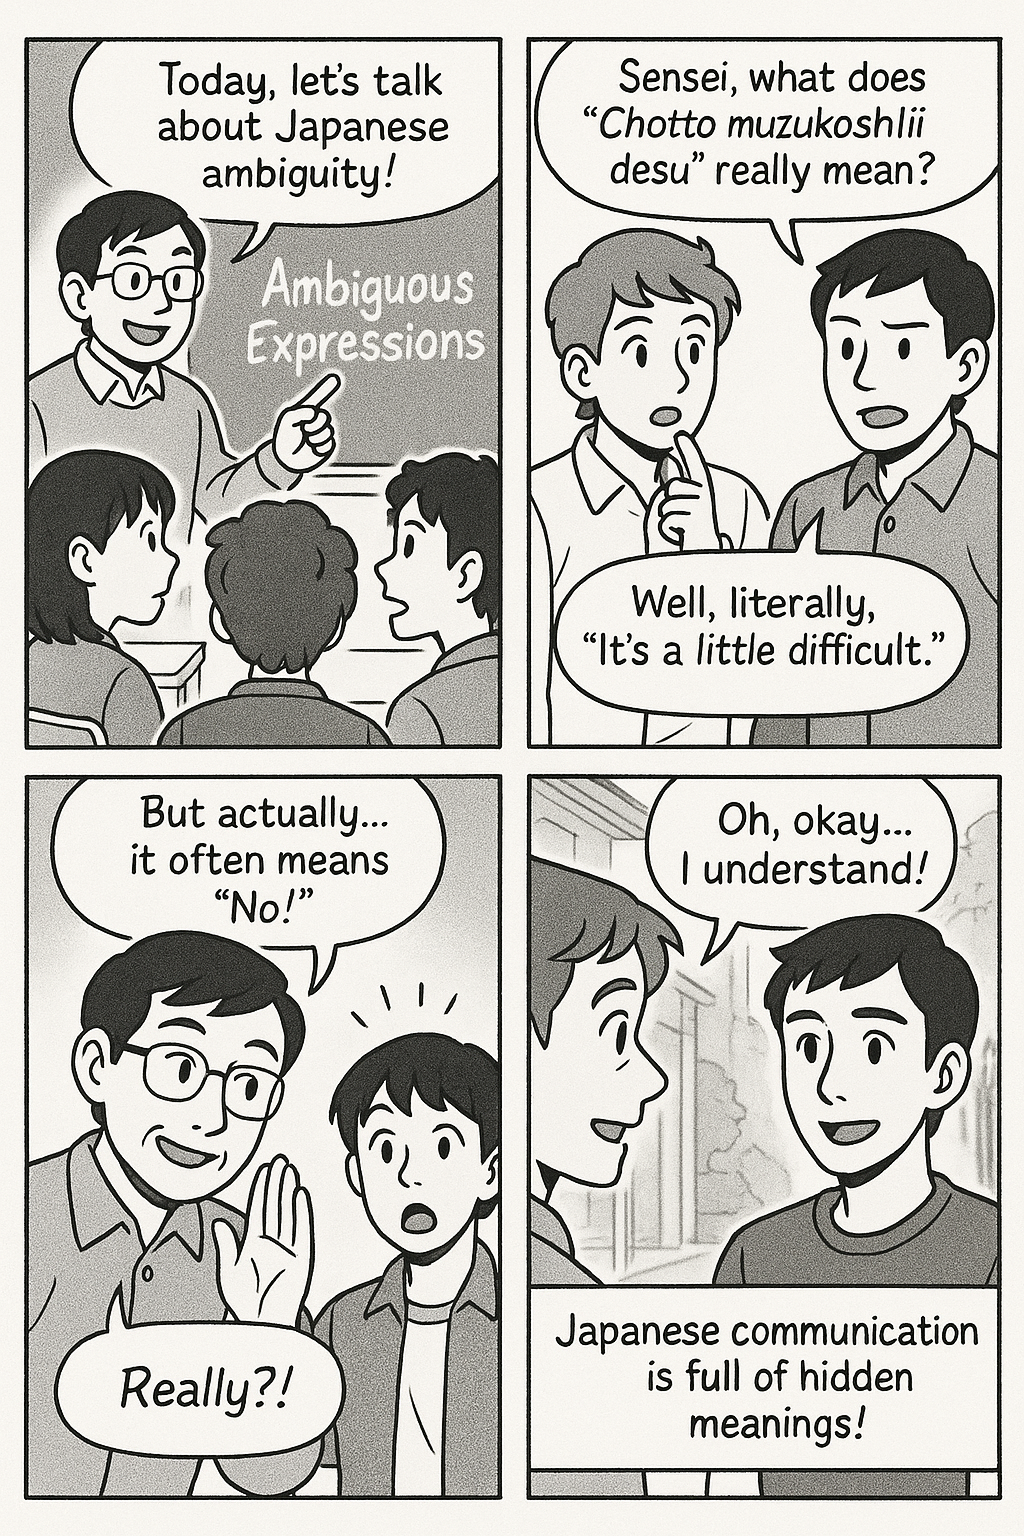 Today, let's talk
about Japanese
ambiguity!
Ambiguous
Expressions
Sensei, what does
“Chotto muzukoshlii
desu” really mean?
Well, literally,
“It's a little difficult.”
But actually...
it often means
“No!”
Really?!
Oh, okay...
I understand!
Japanese communication
is full of hidden
meanings!